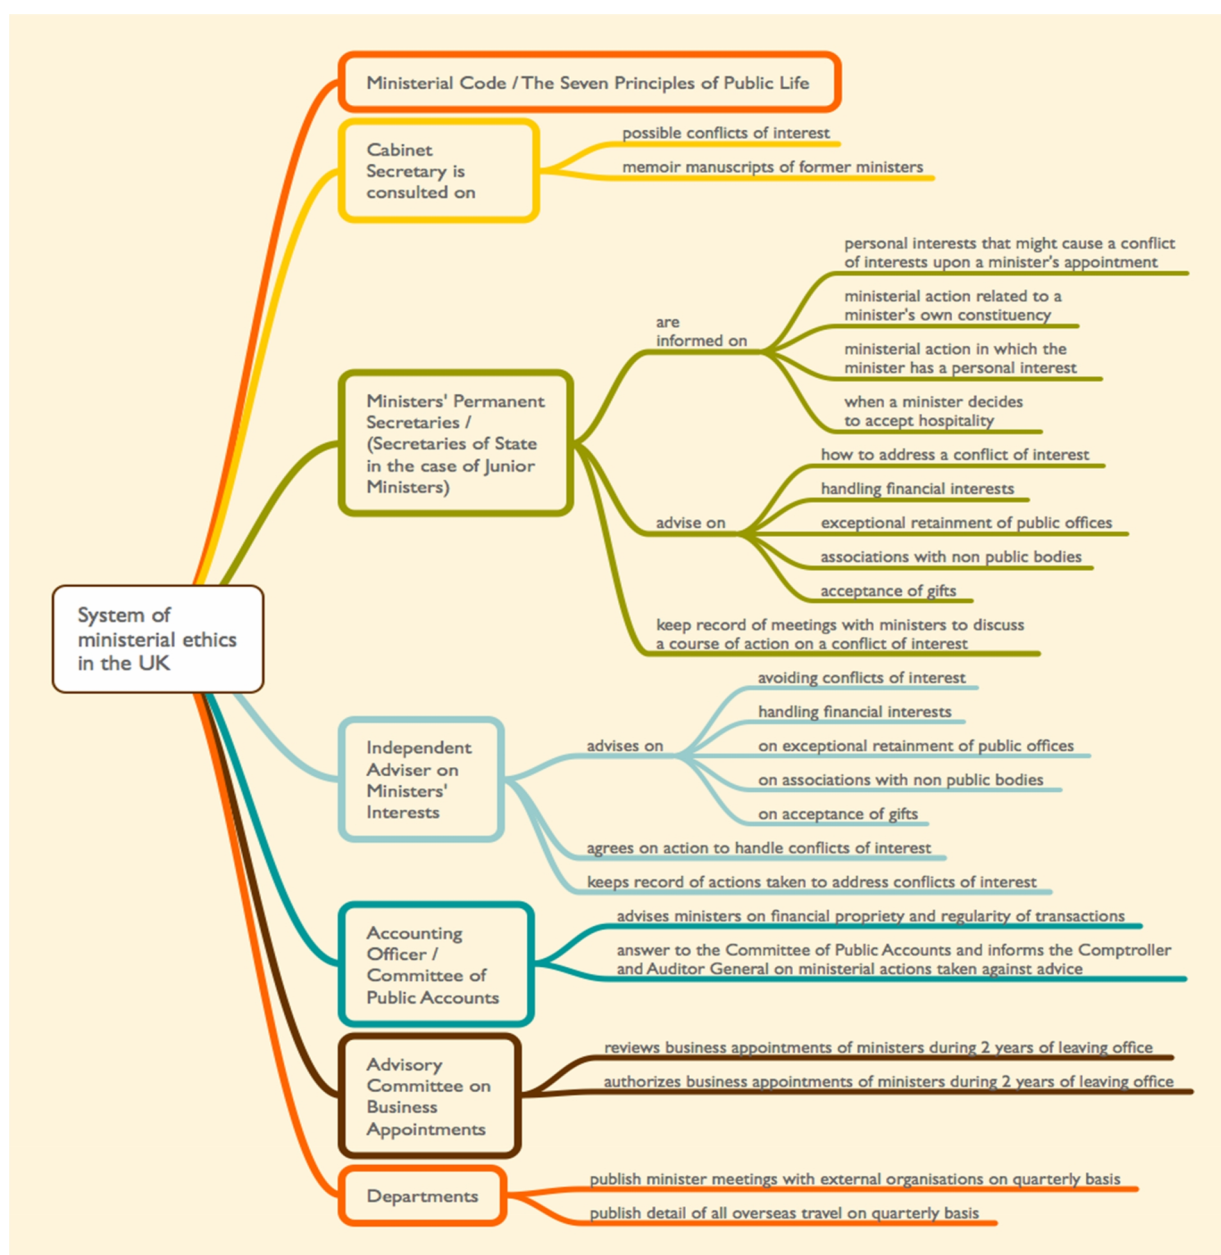 Ministerial Code / The Seven Principles of Public Life
Cabinet
Secretary is
consulted on
possible conflicts of interest
memoir manuscripts of former ministers
Ministers' Permanent
Secretaries /
(Secretaries of State
in the case of Junior
Ministers)
are
informed on
personal interests that might cause a conflict
of interests upon a minister's appointment
ministerial action related to a
minister's own constituency
ministerial action in which the
minister has a personal interest
when a minister decides
to accept hospitality
advise on
how to address a conflict of interest
handling financial interests
exceptional retainment of public offices
associations with non public bodies
acceptance of gifts
keep record of meetings with ministers to discuss
a course of action on a conflict of interest
System of
ministerial ethics
in the UK
Independent
Adviser on
Ministers'
Interests
advises on
avoiding conflicts of interest
handling financial interests
on exceptional retainment of public offices
on associations with non public bodies
on acceptance of gifts
agrees on action to handle conflicts of interest
keeps record of actions taken to address conflicts of interest
Accounting
Officer /
Committee of
Public Accounts
advises ministers on financial propriety and regularity of transactions
answer to the Committee of Public Accounts and informs the Comptroller
and Auditor General on ministerial actions taken against advice
Advisory
Committee on
Business
Appointments
reviews business appointments of ministers during 2 years of leaving office
authorizes business appointments of ministers during 2 years of leaving office
Departments
publish minister meetings with external organisations on quarterly basis
publish detail of all overseas travel on quarterly basis